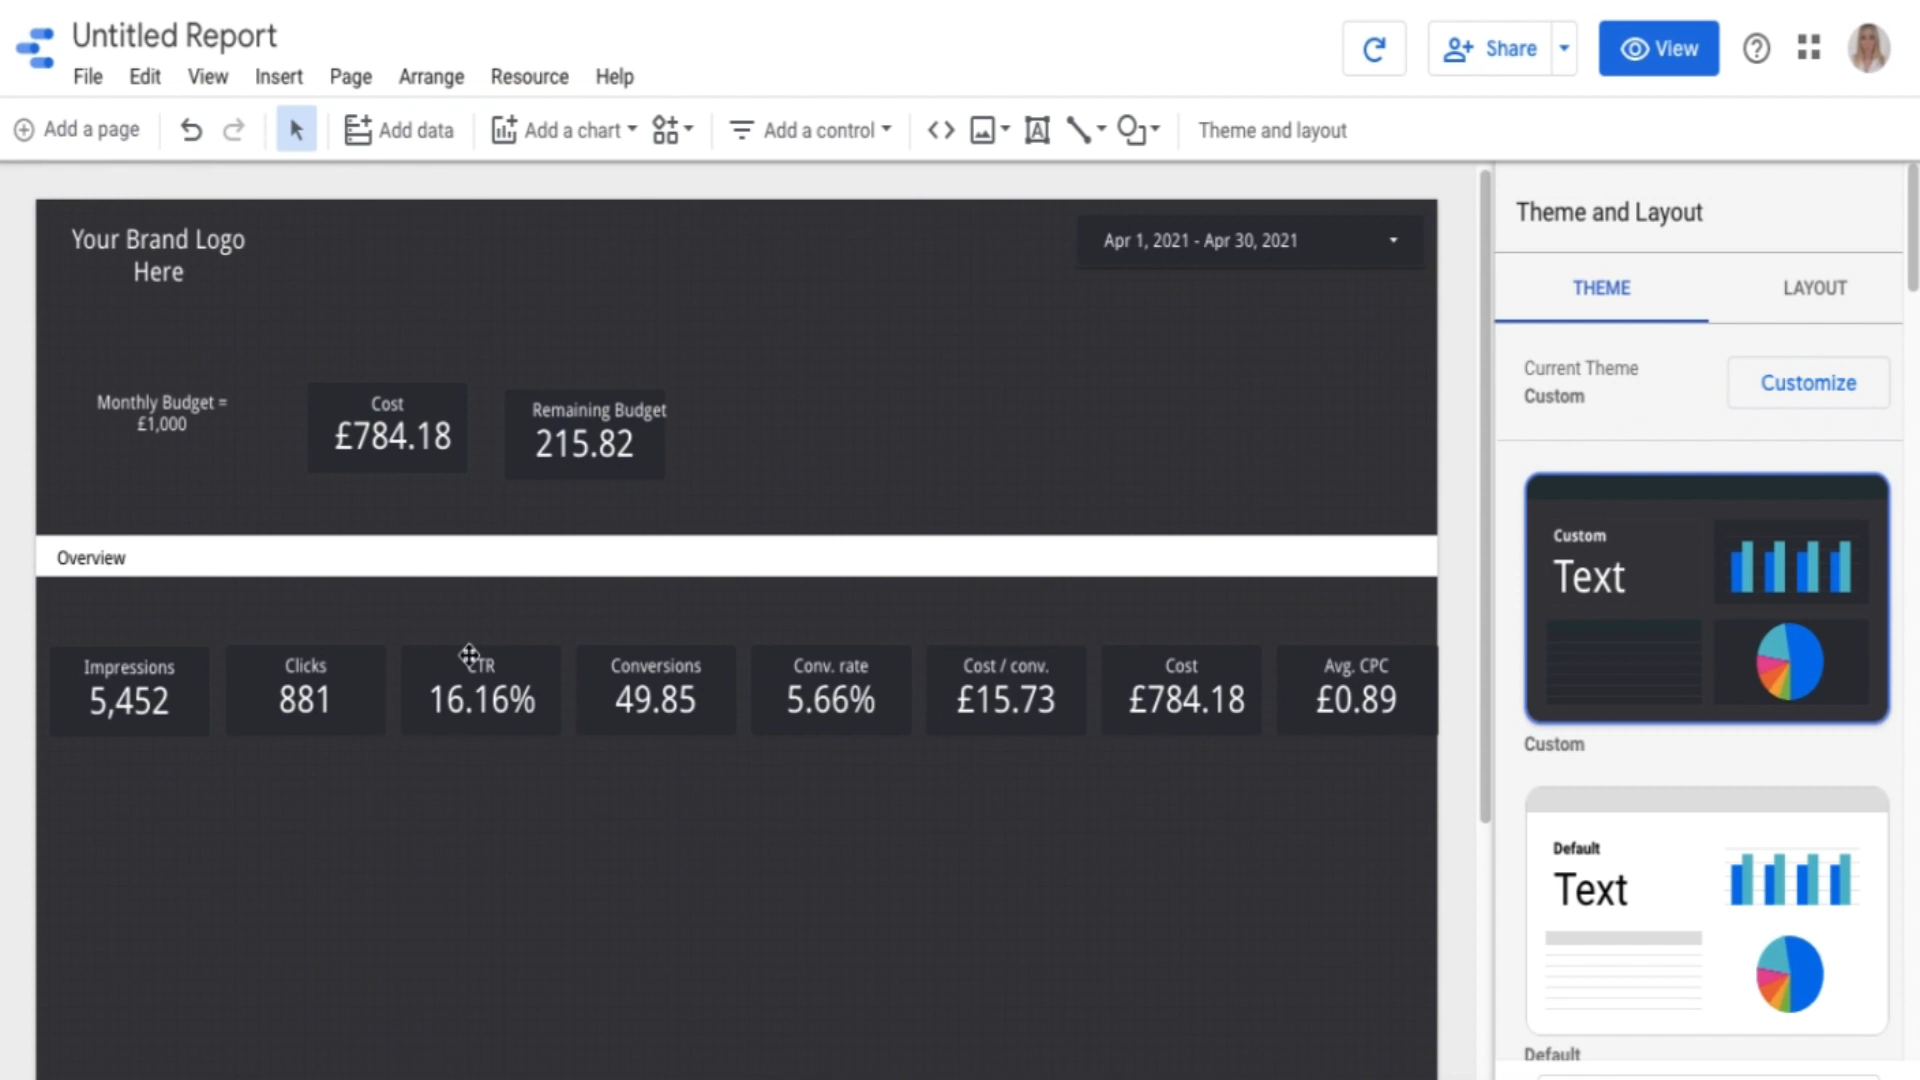 Untitled Report
File Edit View Insert Page Arrange Resource Help
Share
View
Add a page
Add data
Add a chart
Add a control
Theme and layout
Your Brand Logo
Here
Apr 1, 2021 - Apr 30, 2021
Monthly Budget =
£1,000
Cost
£784.18
Remaining Budget
215.82
Overview
Impressions
5,452
Clicks
881
CTR
16.16%
Conversions
49.85
Conv. rate
5.66%
Cost / conv.
£15.73
Cost
£784.18
Avg. CPC
£0.89
Theme and Layout
THEME LAYOUT
Current Theme
Custom
Customize
Custom
Text
Custom
Default
Text
Default